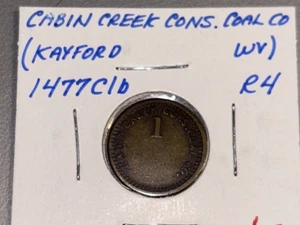 CABIN CREEK CONS. COAL CO
(KAYFORD WV)
1477C1b R4
1